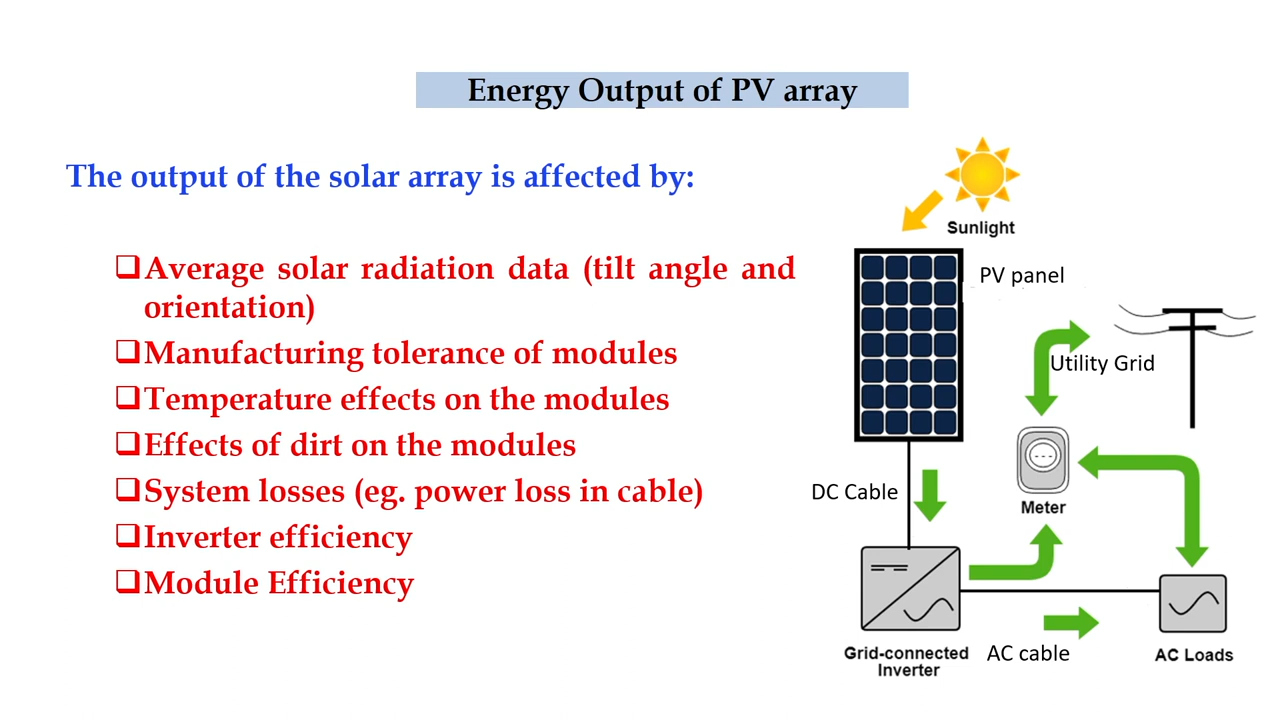 Energy Output of PV array
The output of the solar array is affected by:
❑Average solar radiation data (tilt angle and
orientation)
❑Manufacturing tolerance of modules
❑Temperature effects on the modules
❑Effects of dirt on the modules
❑System losses (eg. power loss in cable)
❑Inverter efficiency
❑Module Efficiency
Sunlight
PV panel
Utility Grid
DC Cable
Meter
Grid-connected
Inverter
AC cable
AC Loads